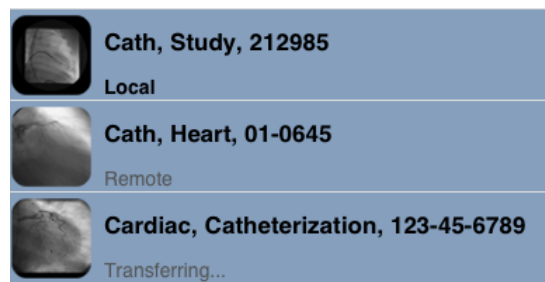 Cath, Study, 212985
Local
Cath, Heart, 01-0645
Remote
Cardiac, Catheterization, 123-45-6789
Transferring...